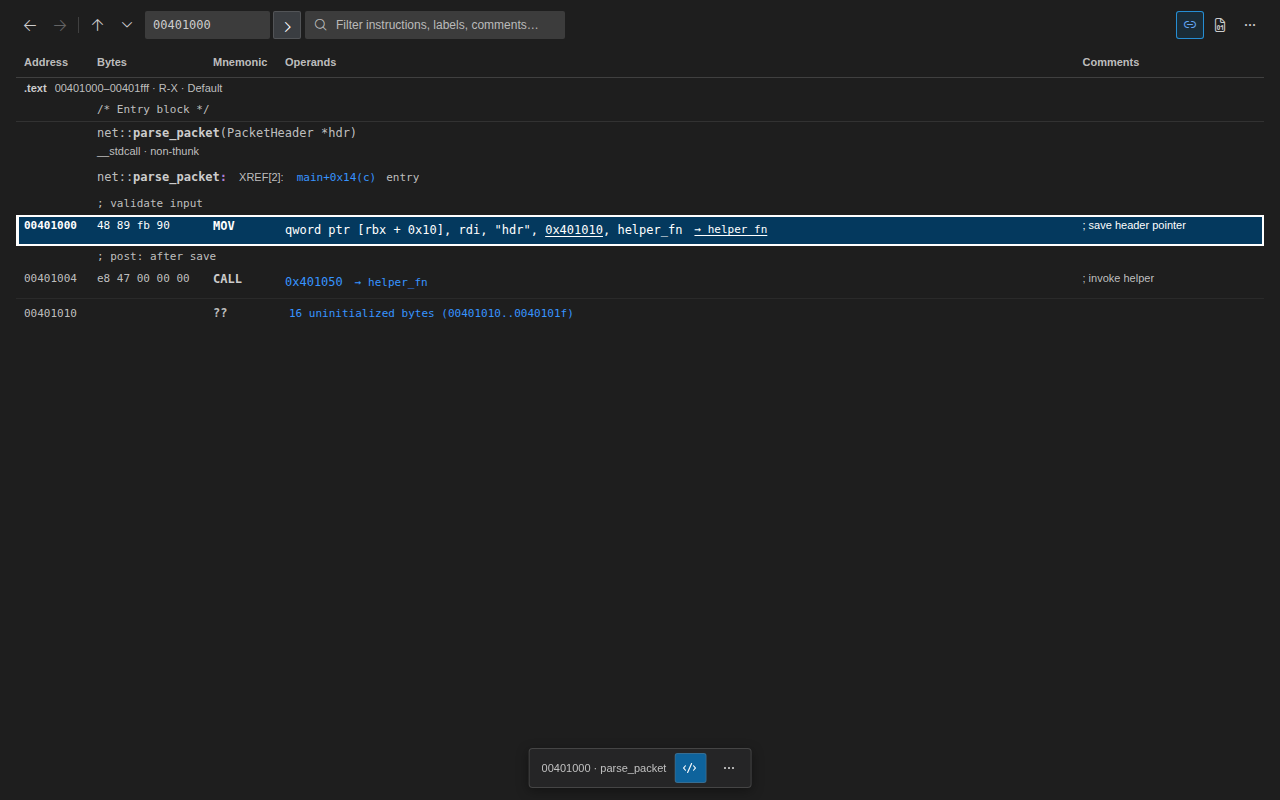 00401000 Filter instructions, labels, comments…
Address Bytes Mnemonic Operands Comments
.text 00401000–00401fff · R-X · Default
/* Entry block */
net::parse_packet(PacketHeader *hdr)
__stdcall · non-thunk
net::parse_packet: XREF[2]: main+0x14(c) entry
; validate input
00401000 48 89 fb 90 MOV qword ptr [rbx + 0x10], rdi, "hdr", 0x401010, helper_fn → helper_fn ; save header pointer
; post: after save
00401004 e8 47 00 00 00 CALL 0x401050 → helper_fn ; invoke helper
00401010 ?? 16 uninitialized bytes (00401010..0040101f)
00401000 · parse_packet